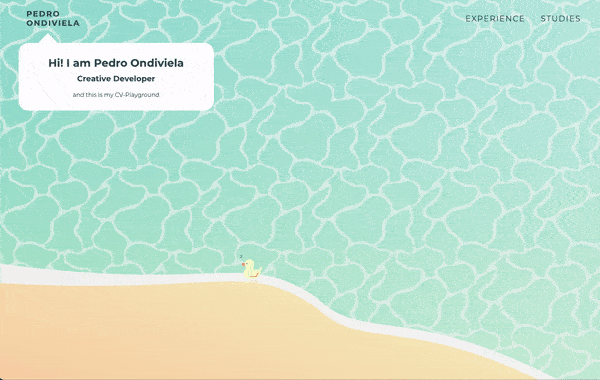 PEDRO
ONDIVIELA
EXPERIENCE STUDIES
Hi! I am Pedro Ondiviela
Creative Developer
and this is my CV-Playground